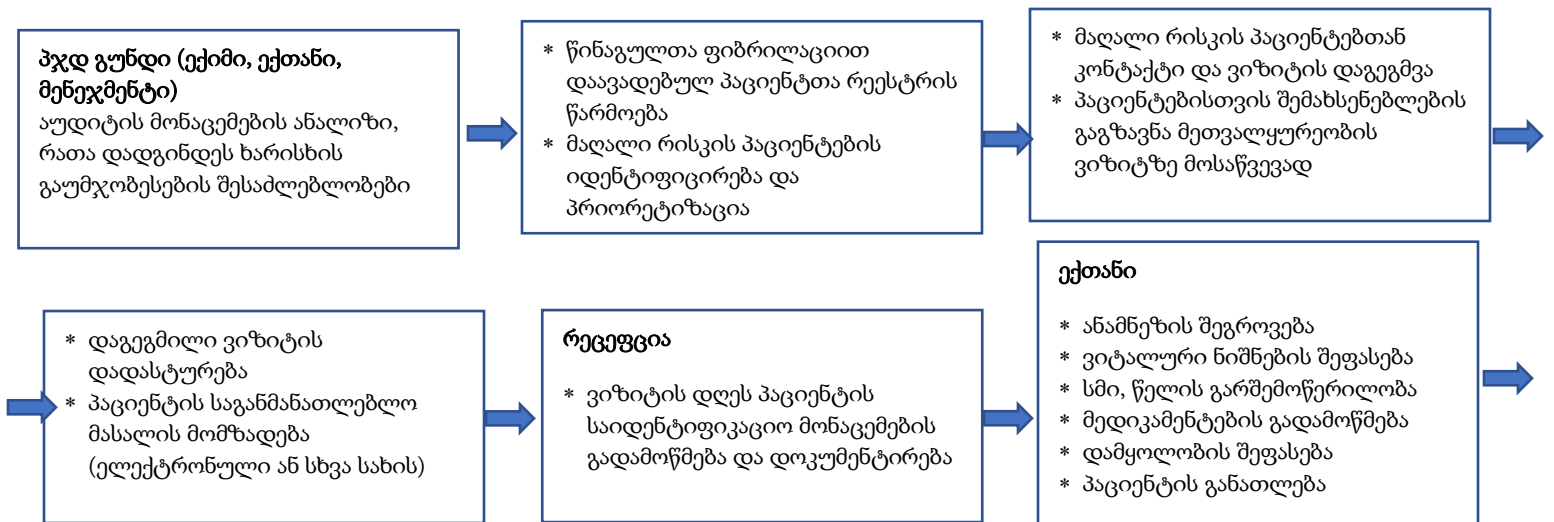 პჯდ გუნდი (ექიმი, ექთანი,
მენეჯმენტი)
აუდიტის მონაცემების ანალიზი,
რათა დადგინდეს ხარისხის
გაუმჯობესების შესაძლებლობები
* წინაგულთა ფიბრილაციით
დაავადებულ პაციენტთა რეესტრის
წარმოება
* მაღალი რისკის პაციენტების
იდენტიფიცირება და
პრიორეტიზაცია
* მაღალი რისკის პაციენტებთან
კონტაქტი და ვიზიტის დაგეგმვა
* პაციენტებისთვის შემახსენებლების
გაგზავნა მეთვალყურეობის
ვიზიტზე მოსაწვევად
* დაგეგმილი ვიზიტის
დადასტურება
* პაციენტის საგანმანათლებლო
მასალის მომზადება
(ელექტრონული ან სხვა სახის)
რეცეფცია
* ვიზიტის დღეს პაციენტის
საიდენტიფიკაციო მონაცემების
გადამოწმება და დოკუმენტირება
ექთანი
* ანამნეზის შეგროვება
* ვიტალური ნიშნების შეფასება
* სმი, წელის გარშემოწერილობა
* მედიკამენტების გადამოწმება
* დამყოლობის შეფასება
* პაციენტის განათლება